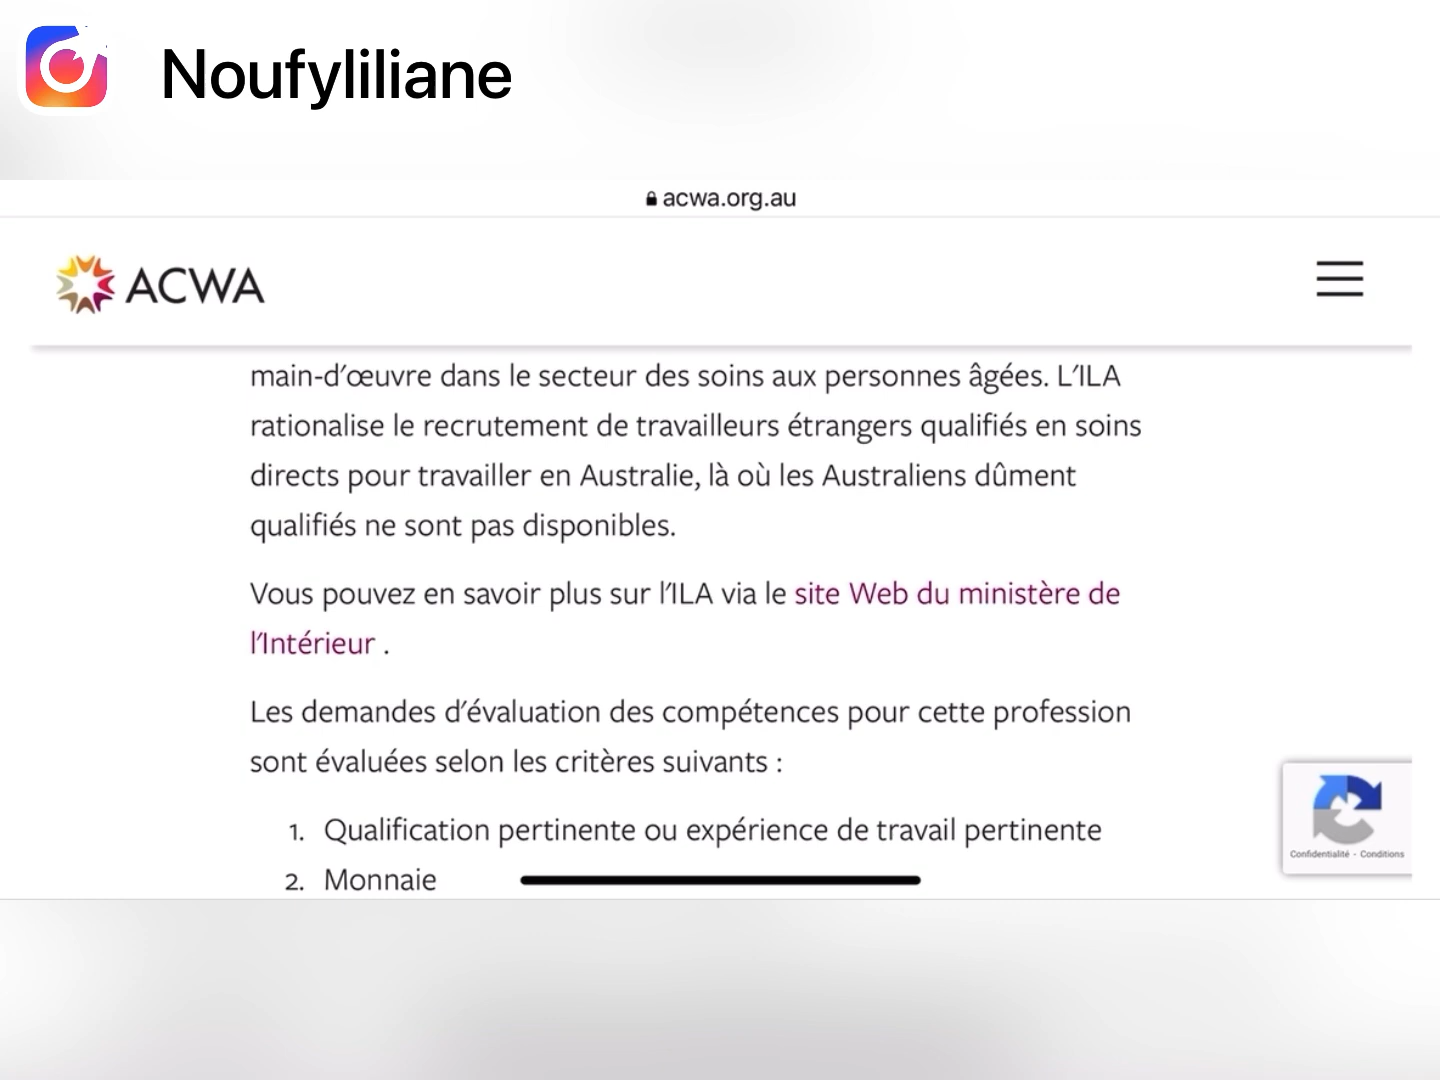 Noufyliliane
acwa.org.au
ACWA
main-d'œuvre dans le secteur des soins aux personnes âgées. L'ILA
rationalise le recrutement de travailleurs étrangers qualifiés en soins
directs pour travailler en Australie, là où les Australiens dûment
qualifiés ne sont pas disponibles.
Vous pouvez en savoir plus sur l'ILA via le site Web du ministère de
l'Intérieur .
Les demandes d'évaluation des compétences pour cette profession
sont évaluées selon les critères suivants :
1. Qualification pertinente ou expérience de travail pertinente
2. Monnaie
Confidentialité - Conditions